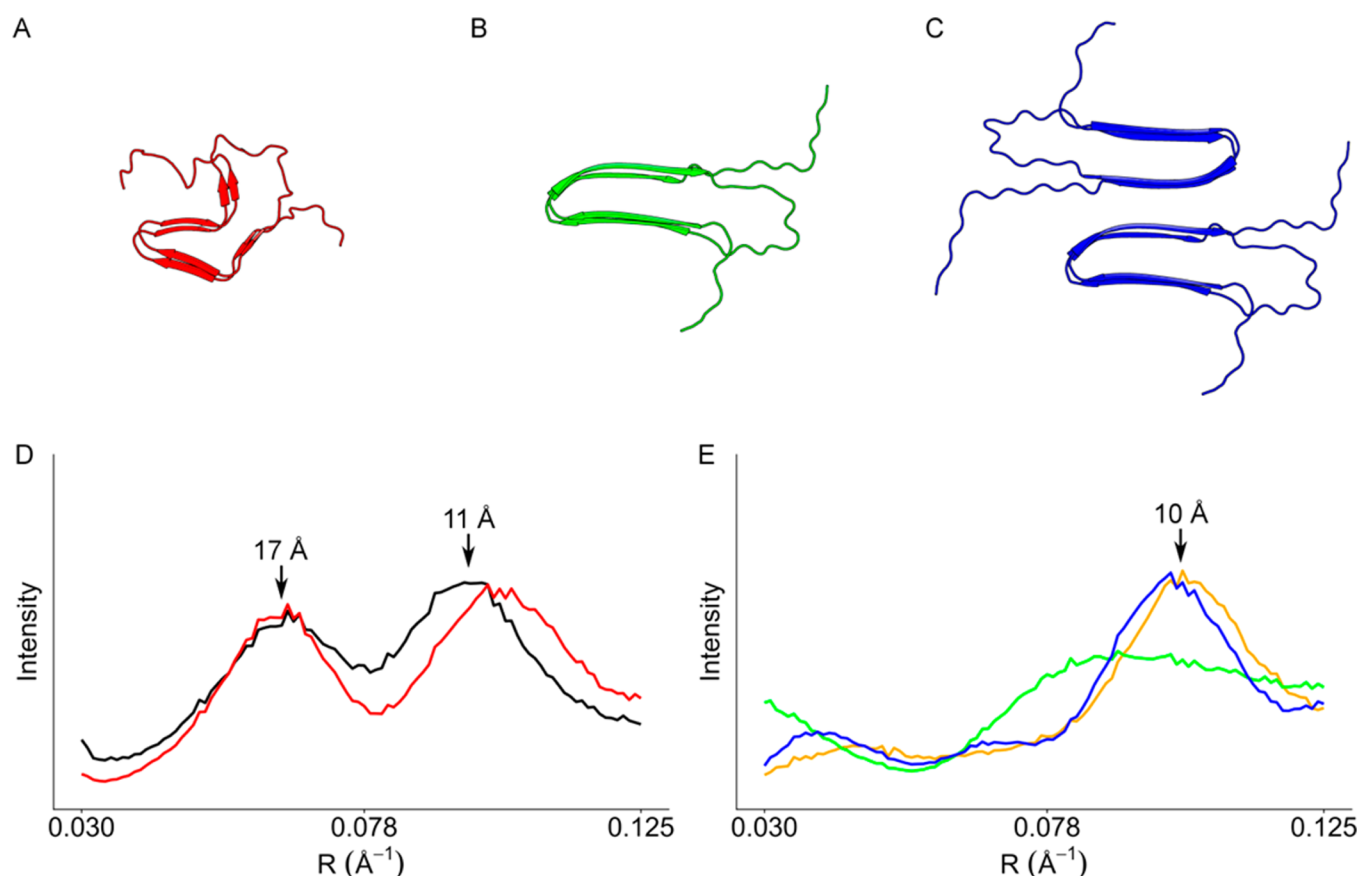 A
B
C
D
E
17 Å
11 Å
10 Å
Intensity
Intensity
0.030
0.078
0.125
0.030
0.078
0.125
R (Å⁻¹)
R (Å⁻¹)